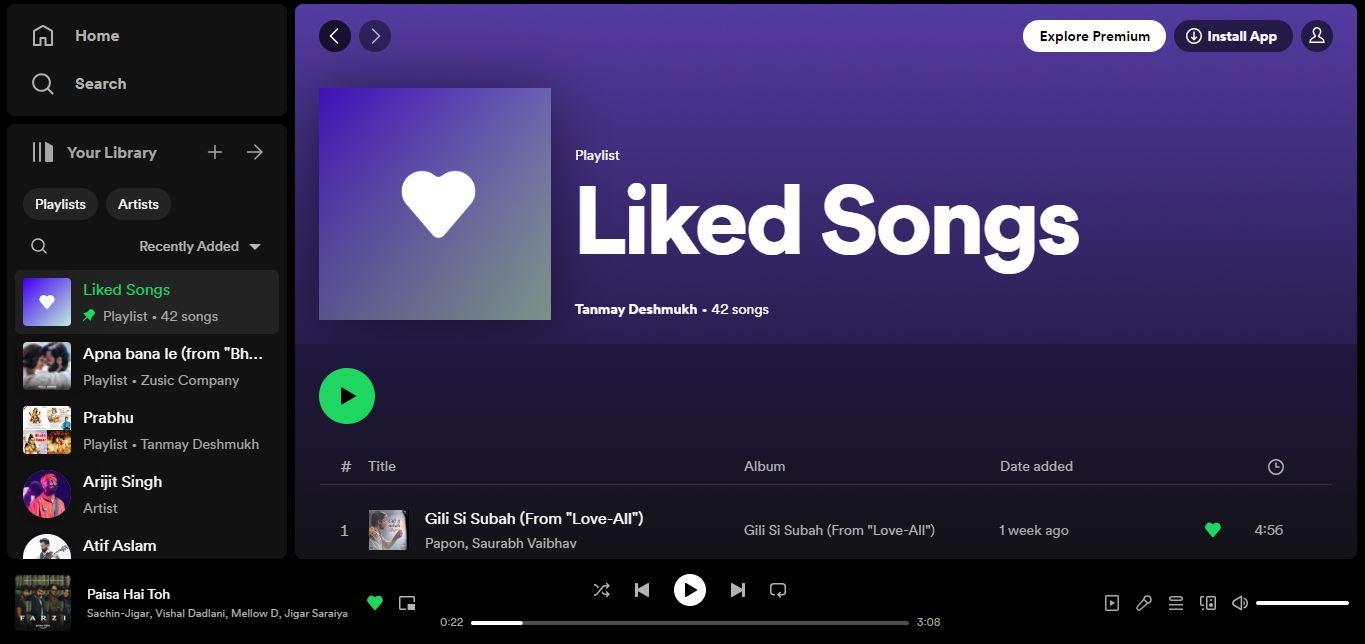 Home
Search
Your Library
Playlists
Artists
Recently Added
Liked Songs
Playlist • 42 songs
Apna bana le (from "Bh...
Playlist • Zusic Company
Prabhu
Playlist • Tanmay Deshmukh
Arijit Singh
Artist
Atif Aslam
Explore Premium
Install App
Playlist
Liked Songs
Tanmay Deshmukh • 42 songs
# Title Album Date added
1 Gili Si Subah (From "Love-All") Gili Si Subah (From "Love-All") 1 week ago 4:56
Papon, Saurabh Vaibhav
FARZI
Paisa Hai Toh
Sachin-Jigar, Vishal Dadlani, Mellow D, Jigar Saraiya
0:22
3:08